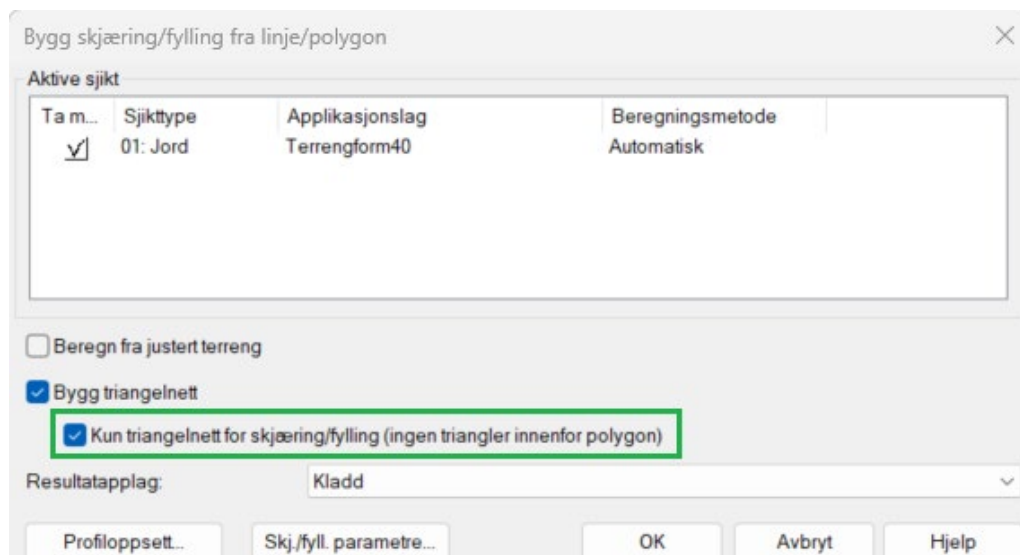 Bygg skjæring/fylling fra linje/polygon
Aktive sjikt
Ta m... Sjikttype Applikasjonslag Beregningsmetode
01: Jord Terrengform40 Automatisk
Beregn fra justert terreng
Bygg triangelnett
Kun triangelnett for skjæring/fylling (ingen triangler innenfor polygon)
Resultatapplag: Kladd
Profiloppsett... Skj./fyll. parametre... OK Avbryt Hjelp